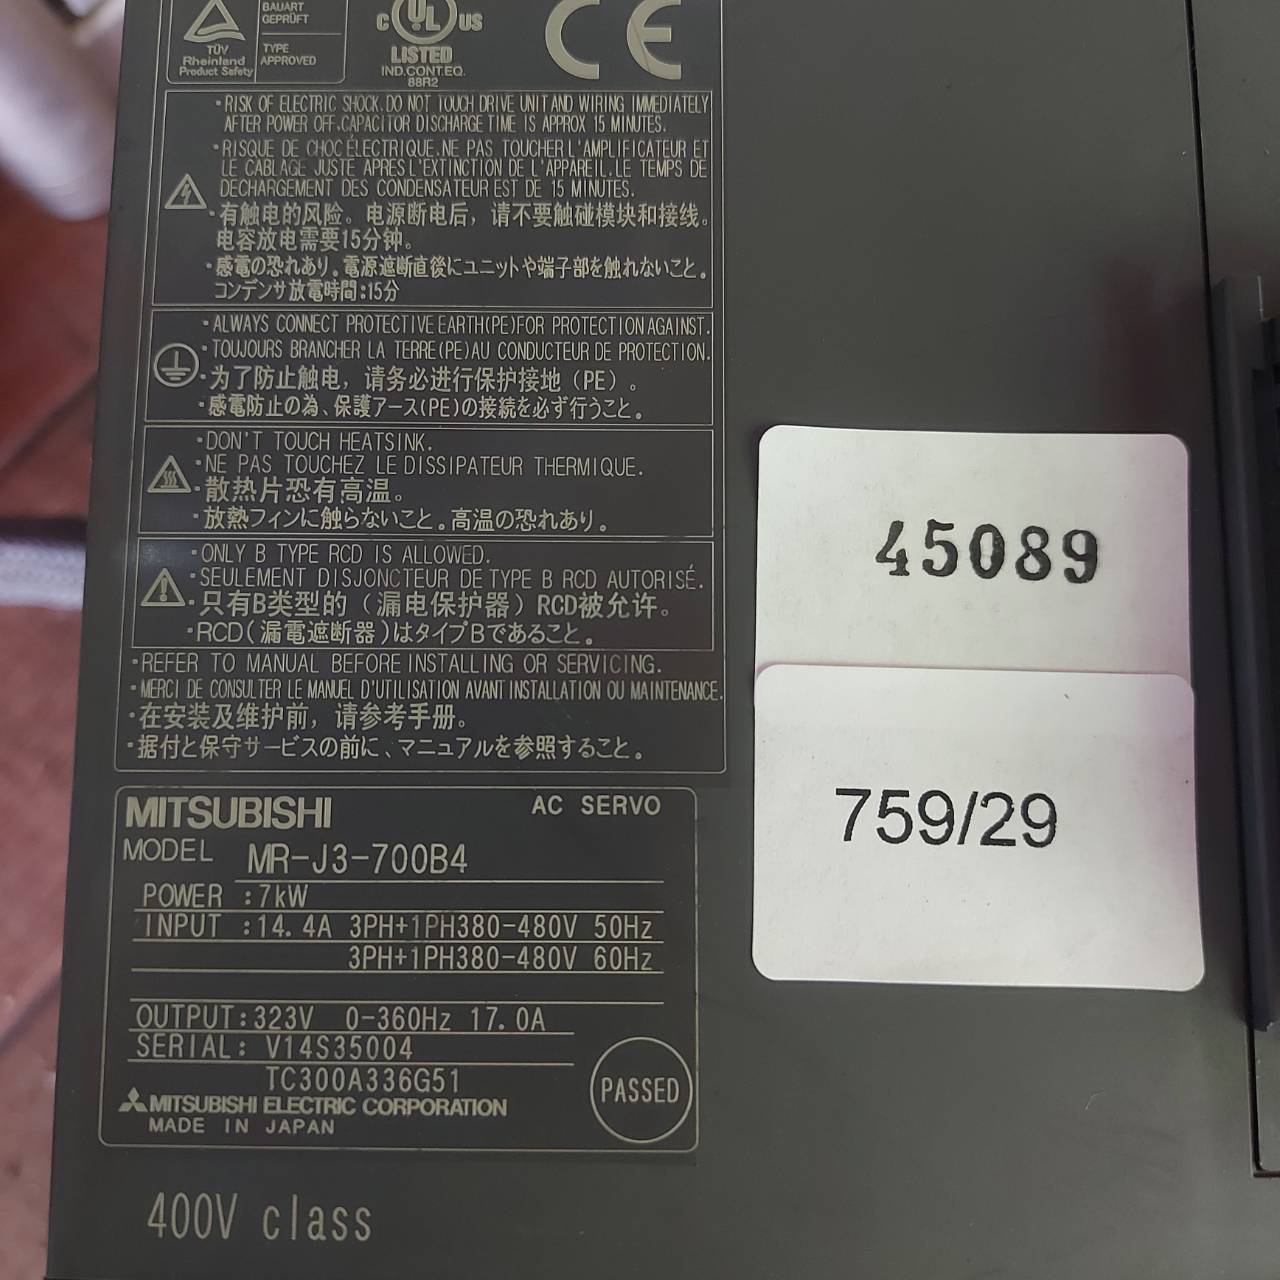 BAUART
GEPRÜFT
TÜV
Rheinland
Product Safety
TYPE
APPROVED
C UL US
LISTED
IND.CONT.EQ.
88R2
CE
・RISK OF ELECTRIC SHOCK.DO NOT TOUCH DRIVE UNIT AND WIRING IMMEDIATELY
AFTER POWER OFF.CAPACITOR DISCHARGE TIME IS APPROX 15 MINUTES.
・RISQUE DE CHOC ÉLECTRIQUE.NE PAS TOUCHER L'AMPLIFICATEUR ET
LE CABLAGE JUSTE APRES L'EXTINCTION DE L'APPAREIL.LE TEMPS DE
DECHARGEMENT DES CONDENSATEUR EST DE 15 MINUTES.
・有触电的风险。电源断电后，请不要触碰模块和接线。
电容放电需要15分钟。
・感電の恐れあり。電源遮断直後にユニットや端子部を触れないこと。
コンデンサ放電時間:15分
・ALWAYS CONNECT PROTECTIVE EARTH(PE)FOR PROTECTION AGAINST.
・TOUJOURS BRANCHER LA TERRE(PE)AU CONDUCTEUR DE PROTECTION.
・为了防止触电，请务必进行保护接地（PE）。
・感電防止の為、保護アース(PE)の接続を必ず行うこと。
・DON'T TOUCH HEATSINK.
・NE PAS TOUCHEZ LE DISSIPATEUR THERMIQUE.
・散热片恐有高温。
・放熱フィンに触らないこと。高温の恐れあり。
・ONLY B TYPE RCD IS ALLOWED.
・SEULEMENT DISJONCTEUR DE TYPE B RCD AUTORISÉ.
・只有B类型的（漏电保护器）RCD被允许。
・RCD(漏電遮断器)はタイプBであること。
・REFER TO MANUAL BEFORE INSTALLING OR SERVICING.
・MERCI DE CONSULTER LE MANUEL D'UTILISATION AVANT INSTALLATION OU MAINTENANCE.
・在安装及维护前，请参考手册。
・据付と保守サービスの前に、マニュアルを参照すること。
45089
759/29
MITSUBISHI AC SERVO
MODEL MR-J3-700B4
POWER :7kW
INPUT :14.4A 3PH+1PH380-480V 50Hz
3PH+1PH380-480V 60Hz
OUTPUT:323V 0-360Hz 17.0A
SERIAL: V14S35004
TC300A336G51
PASSED
MITSUBISHI ELECTRIC CORPORATION
MADE IN JAPAN
400V class